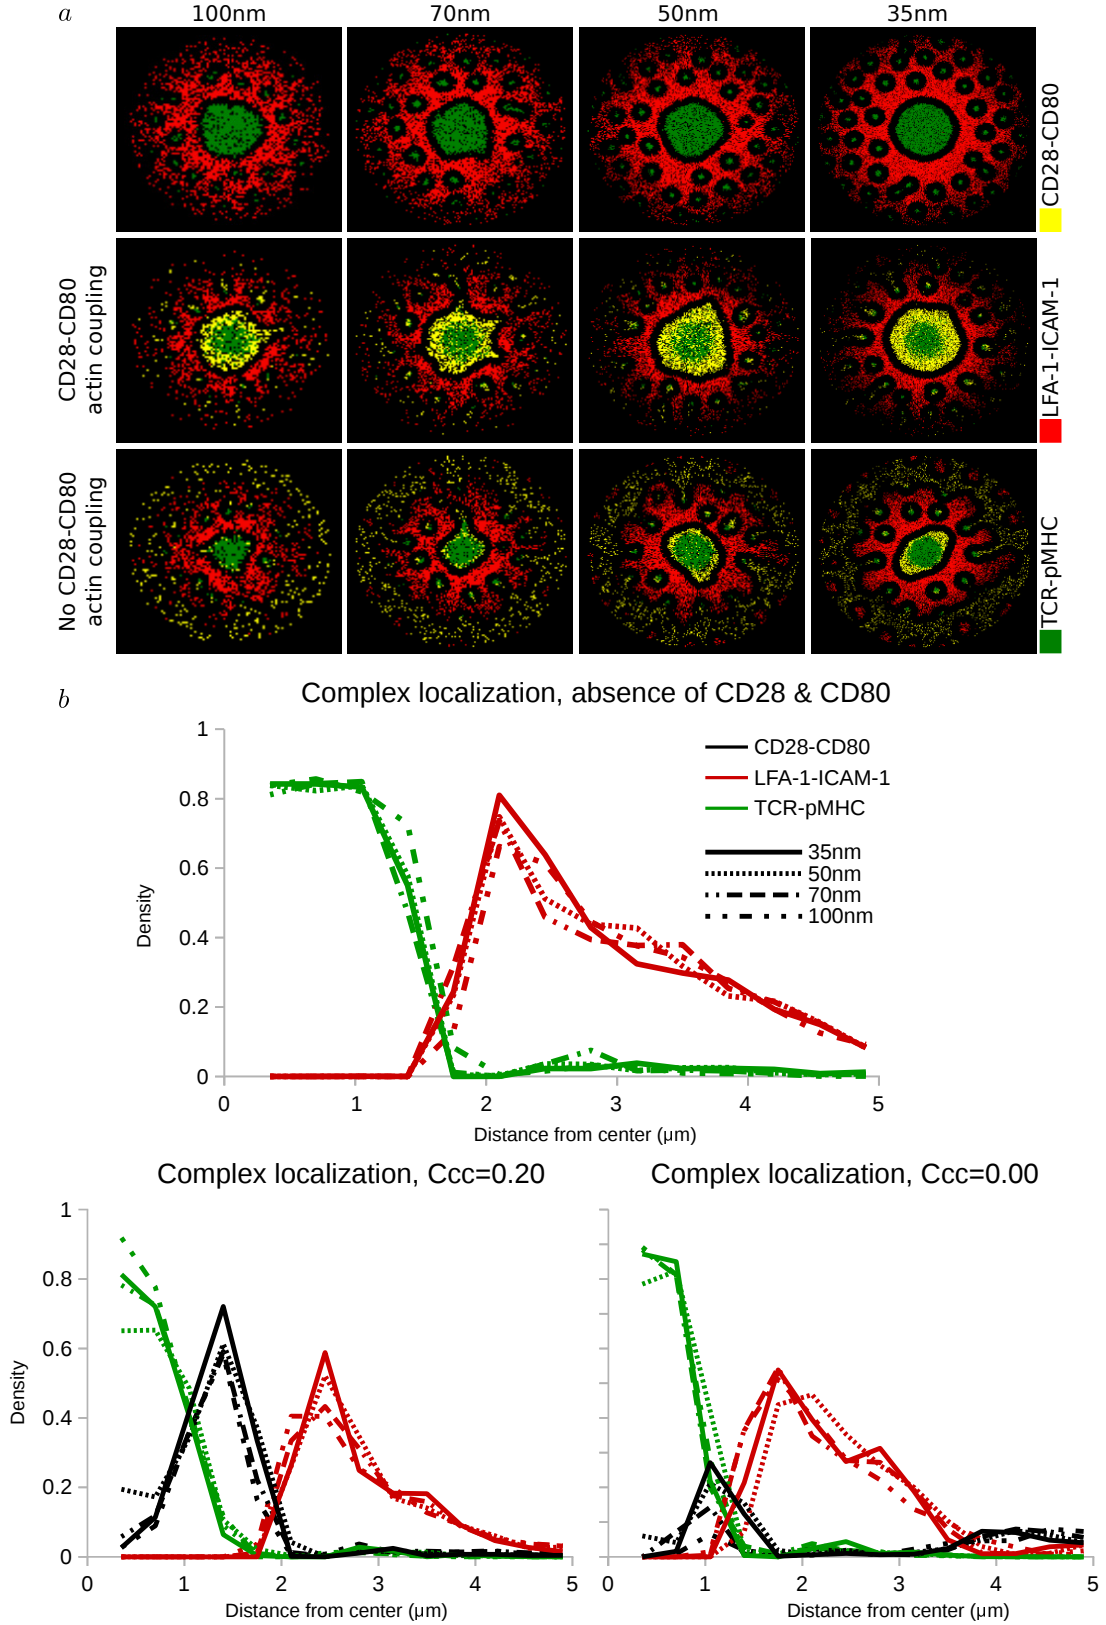 a
100nm 70nm 50nm 35nm
CD28-CD80
CD28-CD80
actin coupling
LFA-1-ICAM-1
No CD28-CD80
actin coupling
TCR-pMHC
b
Complex localization, absence of CD28 & CD80
1
0.8
0.6
0.4
0.2
0
Density
CD28-CD80
LFA-1-ICAM-1
TCR-pMHC
35nm
50nm
70nm
100nm
0 1 2 3 4 5
Distance from center (µm)
Complex localization, Ccc=0.20
1
0.8
0.6
0.4
0.2
0
Density
0 1 2 3 4 5
Distance from center (µm)
Complex localization, Ccc=0.00
0 1 2 3 4 5
Distance from center (µm)